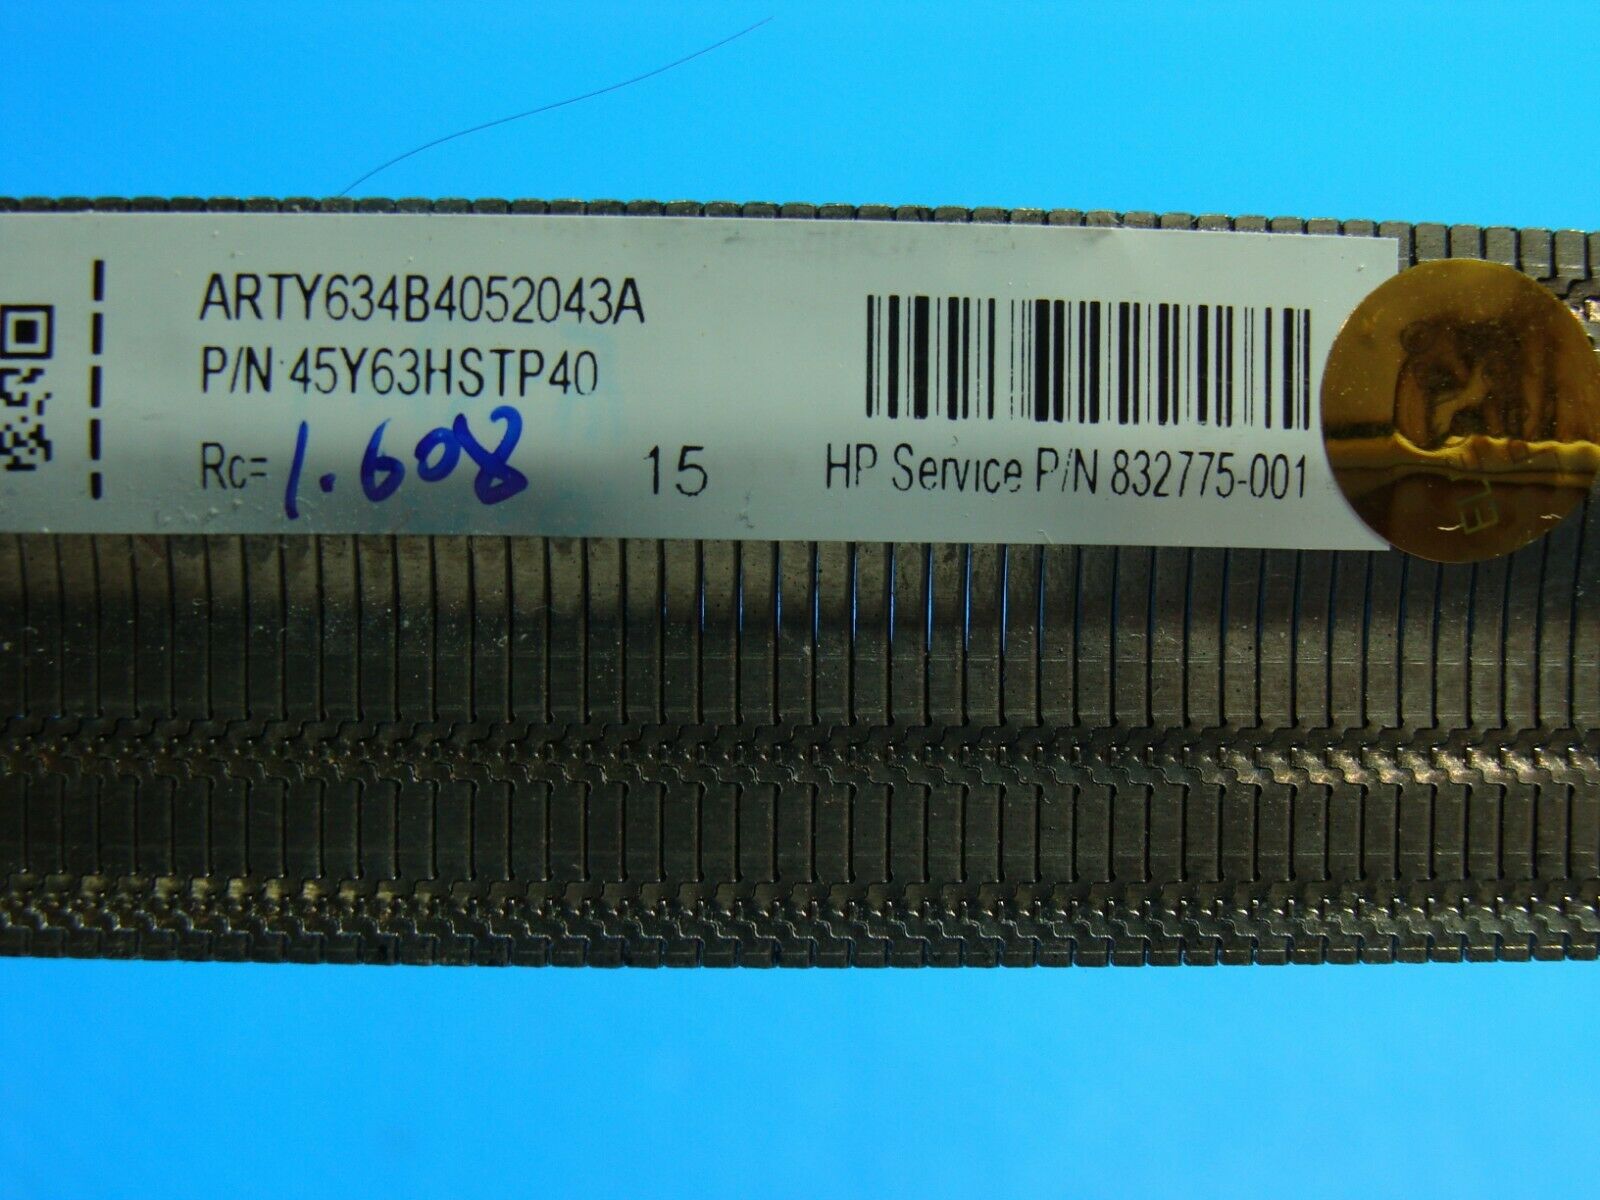 ARTY634B4052043A
P/N 45Y63HSTP40
Rc= 1.608 15
HP Service P/N 832775-001